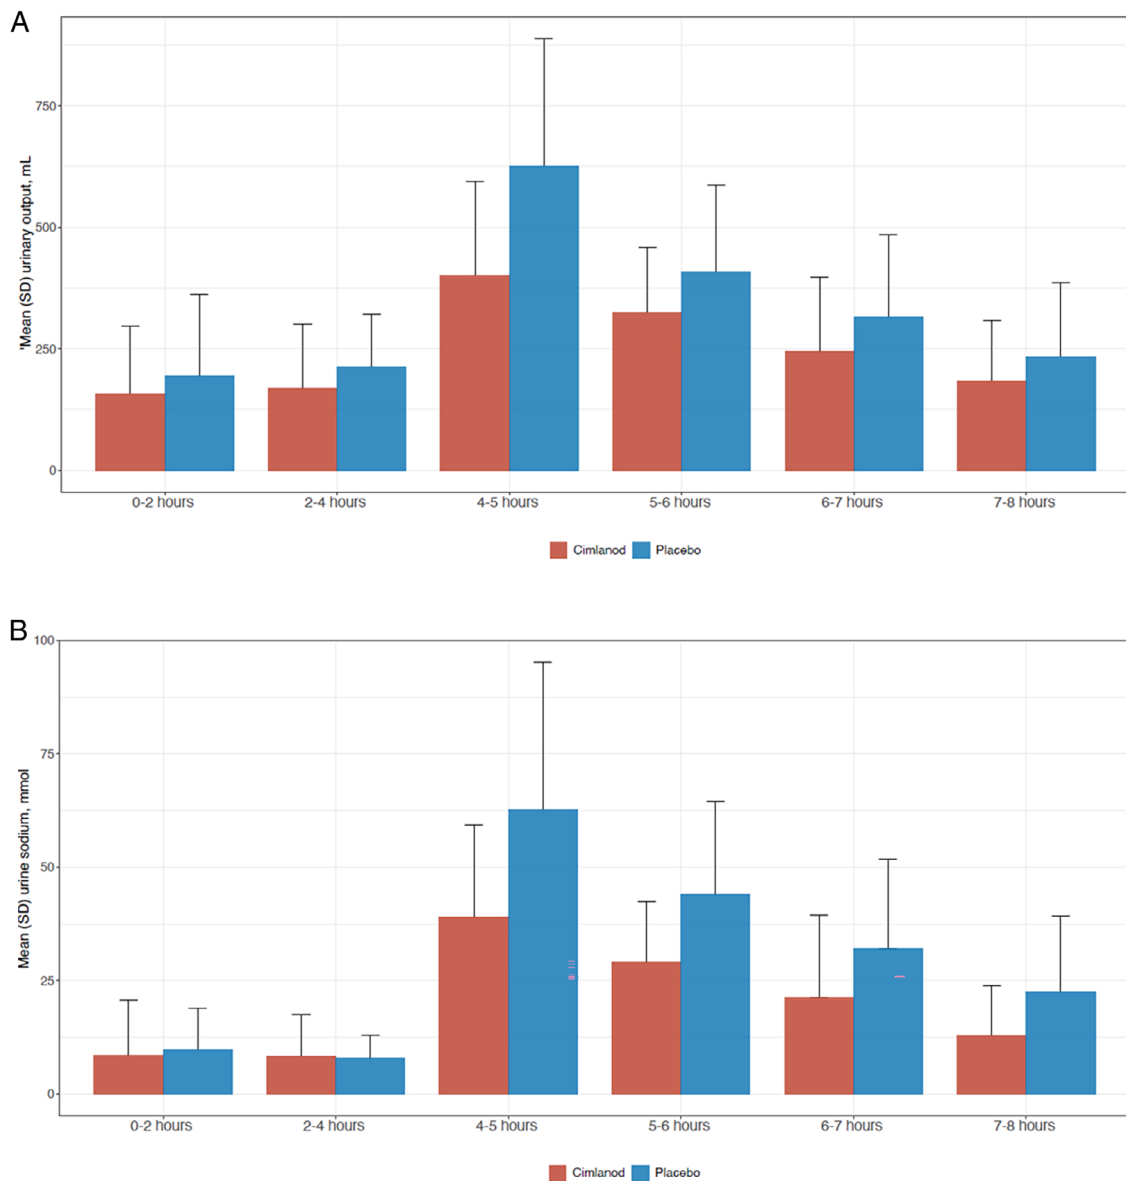 A
'Mean (SD) urinary output, mL
750
500
250
0
0-2 hours 2-4 hours 4-5 hours 5-6 hours 6-7 hours 7-8 hours
Cimlanod Placebo
B
Mean (SD) urine sodium, mmol
100
75
50
25
0
0-2 hours 2-4 hours 4-5 hours 5-6 hours 6-7 hours 7-8 hours
Cimlanod Placebo